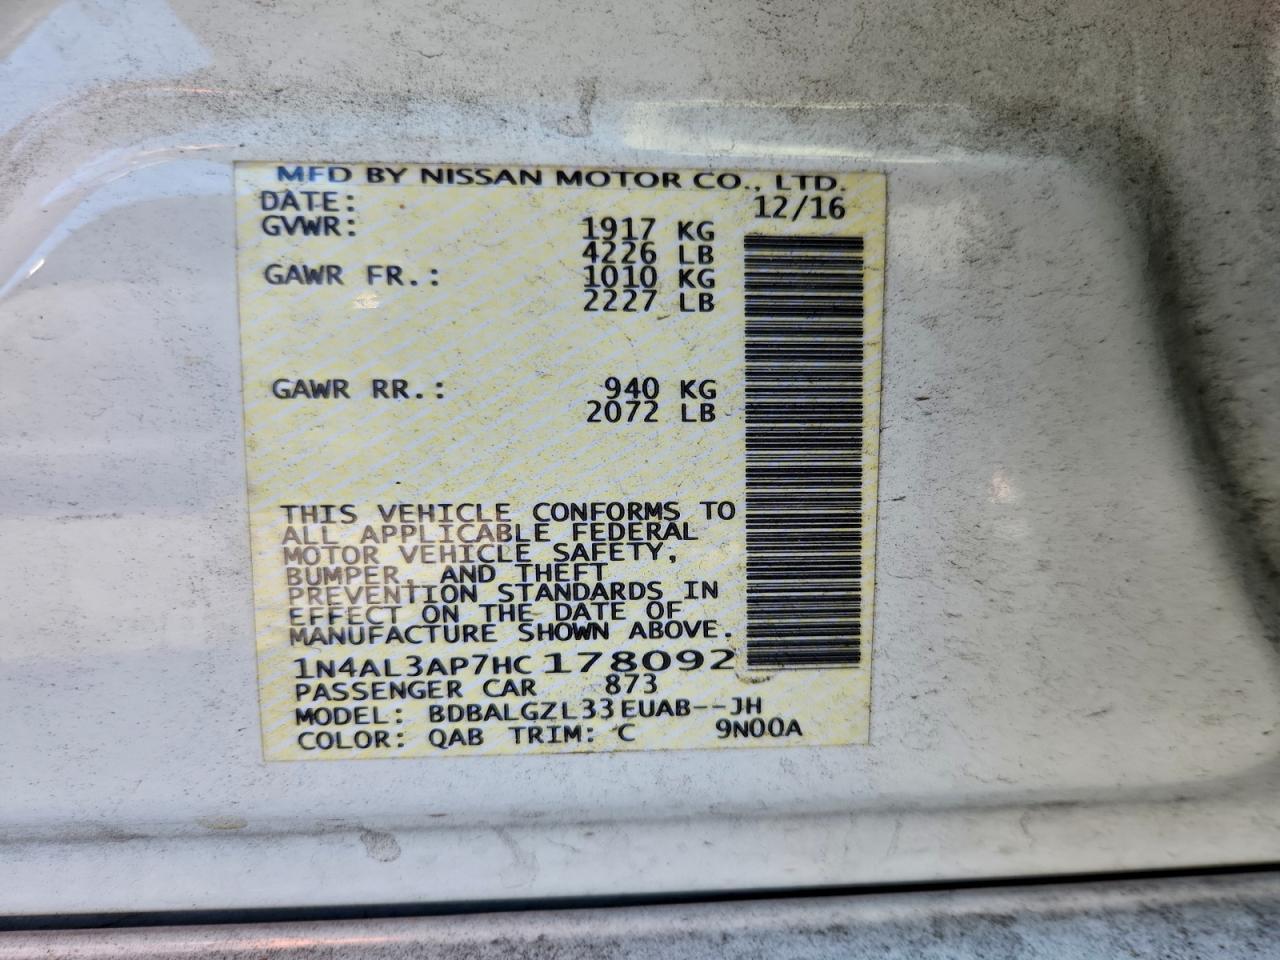 MFD BY NISSAN MOTOR CO., LTD.
DATE: 12/16
GVWR: 1917 KG
4226 LB
GAWR FR.: 1010 KG
2227 LB
GAWR RR.: 940 KG
2072 LB
THIS VEHICLE CONFORMS TO
ALL APPLICABLE FEDERAL
MOTOR VEHICLE SAFETY,
BUMPER, AND THEFT
PREVENTION STANDARDS IN
EFFECT ON THE DATE OF
MANUFACTURE SHOWN ABOVE.
1N4AL3AP7HC178092
PASSENGER CAR 873
MODEL: BDBALGZL33EUAB--JH
COLOR: QAB TRIM: C 9N00A